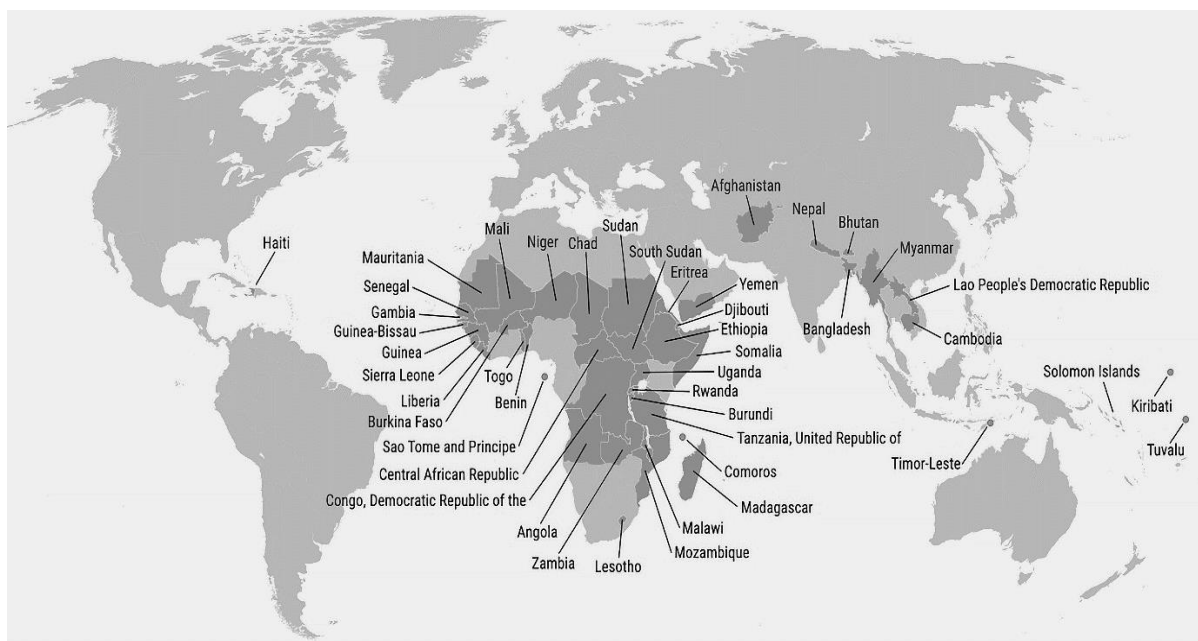 Haiti
Mauritania
Senegal
Gambia
Guinea-Bissau
Guinea
Sierra Leone
Liberia
Burkina Faso
Togo
Benin
Sao Tome and Principe
Central African Republic
Congo, Democratic Republic of the
Angola
Zambia
Lesotho
Mali
Niger
Chad
Sudan
South Sudan
Eritrea
Yemen
Djibouti
Ethiopia
Somalia
Uganda
Rwanda
Burundi
Tanzania, United Republic of
Comoros
Madagascar
Malawi
Mozambique
Afghanistan
Nepal
Bhutan
Myanmar
Lao People's Democratic Republic
Bangladesh
Cambodia
Solomon Islands
Kiribati
Timor-Leste
Tuvalu